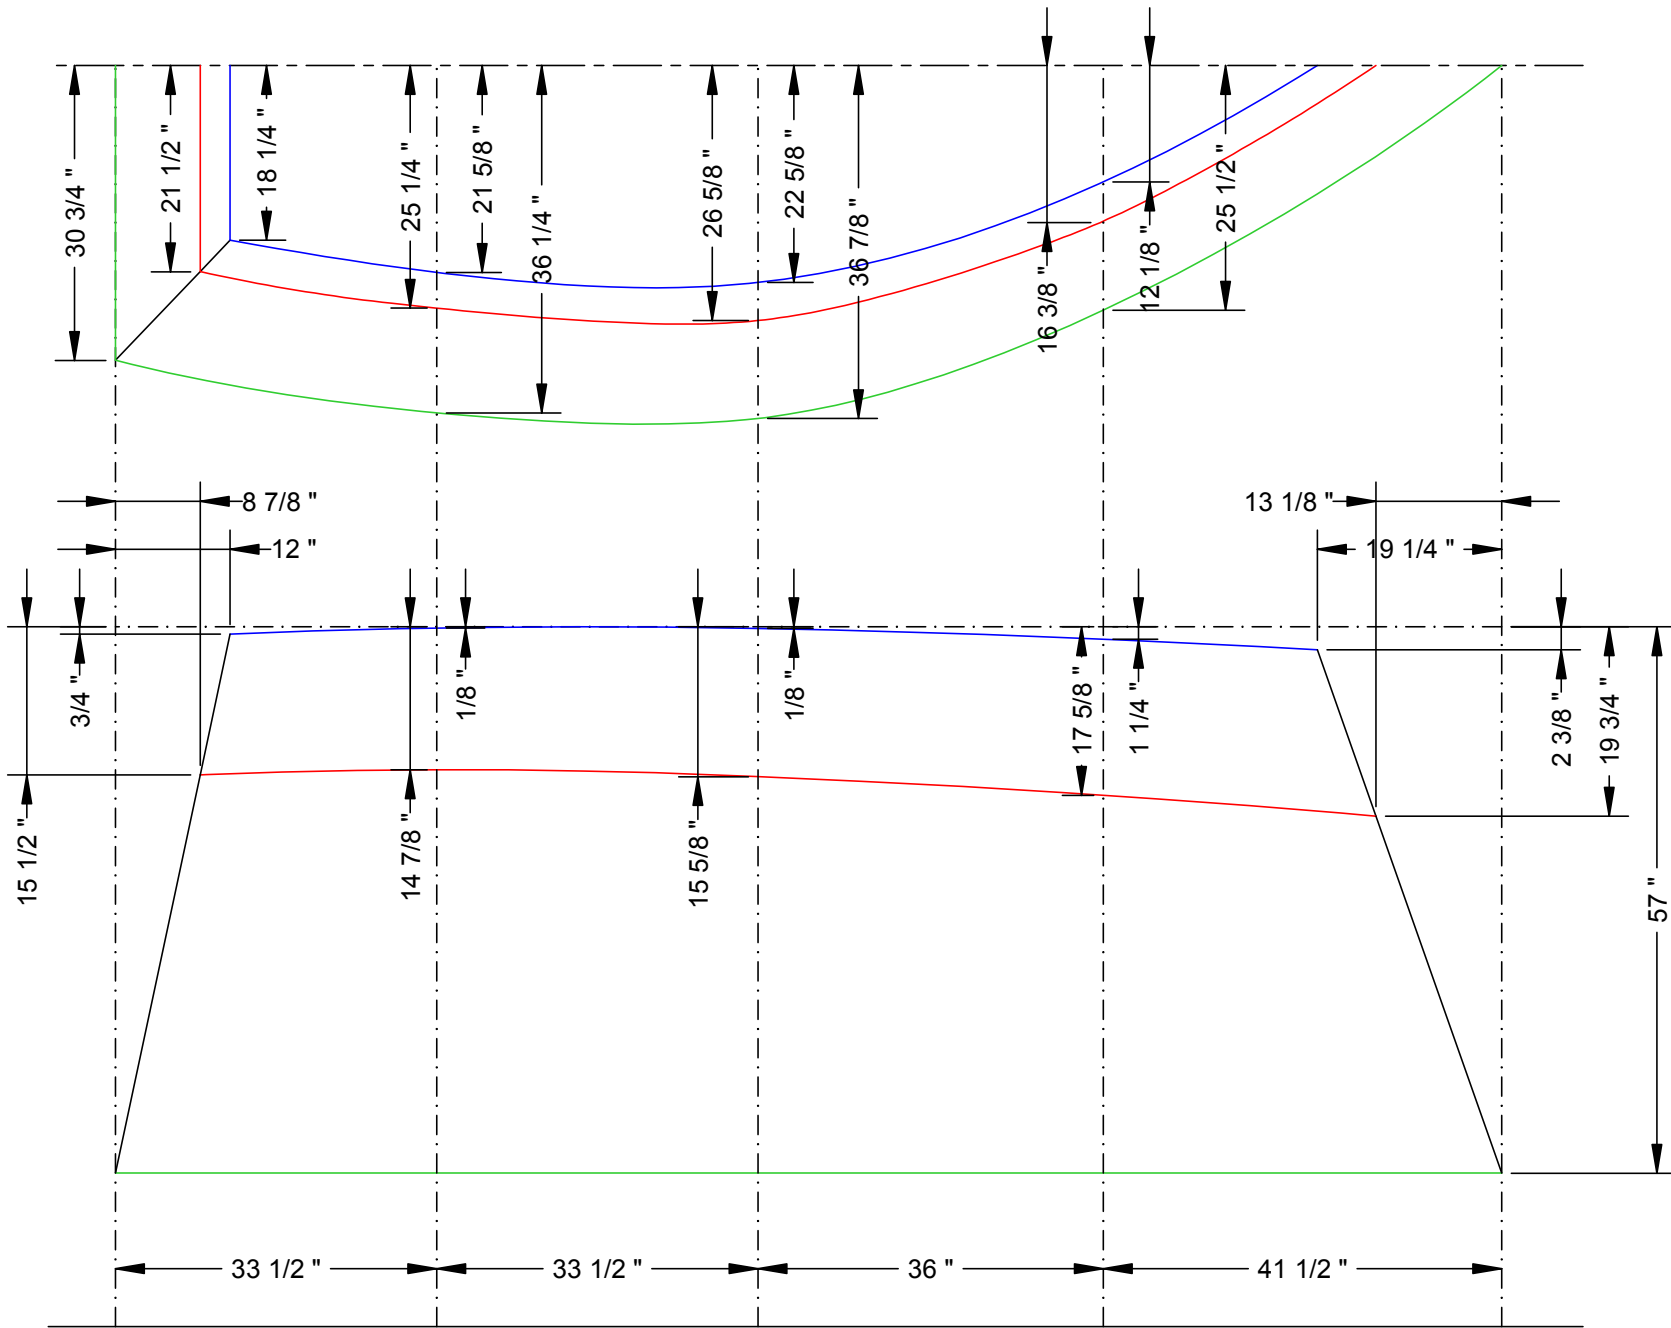 30 3/4 "
21 1/2 "
18 1/4 "
25 1/4 "
21 5/8 "
36 1/4 "
26 5/8 "
22 5/8 "
36 7/8 "
16 3/8 "
12 1/8 "
25 1/2 "
8 7/8 "
13 1/8 "
12 "
19 1/4 "
15 1/2 "
3/4 "
14 7/8 "
1/8 "
15 5/8 "
1/8 "
17 5/8 "
1 1/4 "
2 3/8 "
19 3/4 "
57 "
33 1/2 "
33 1/2 "
36 "
41 1/2 "